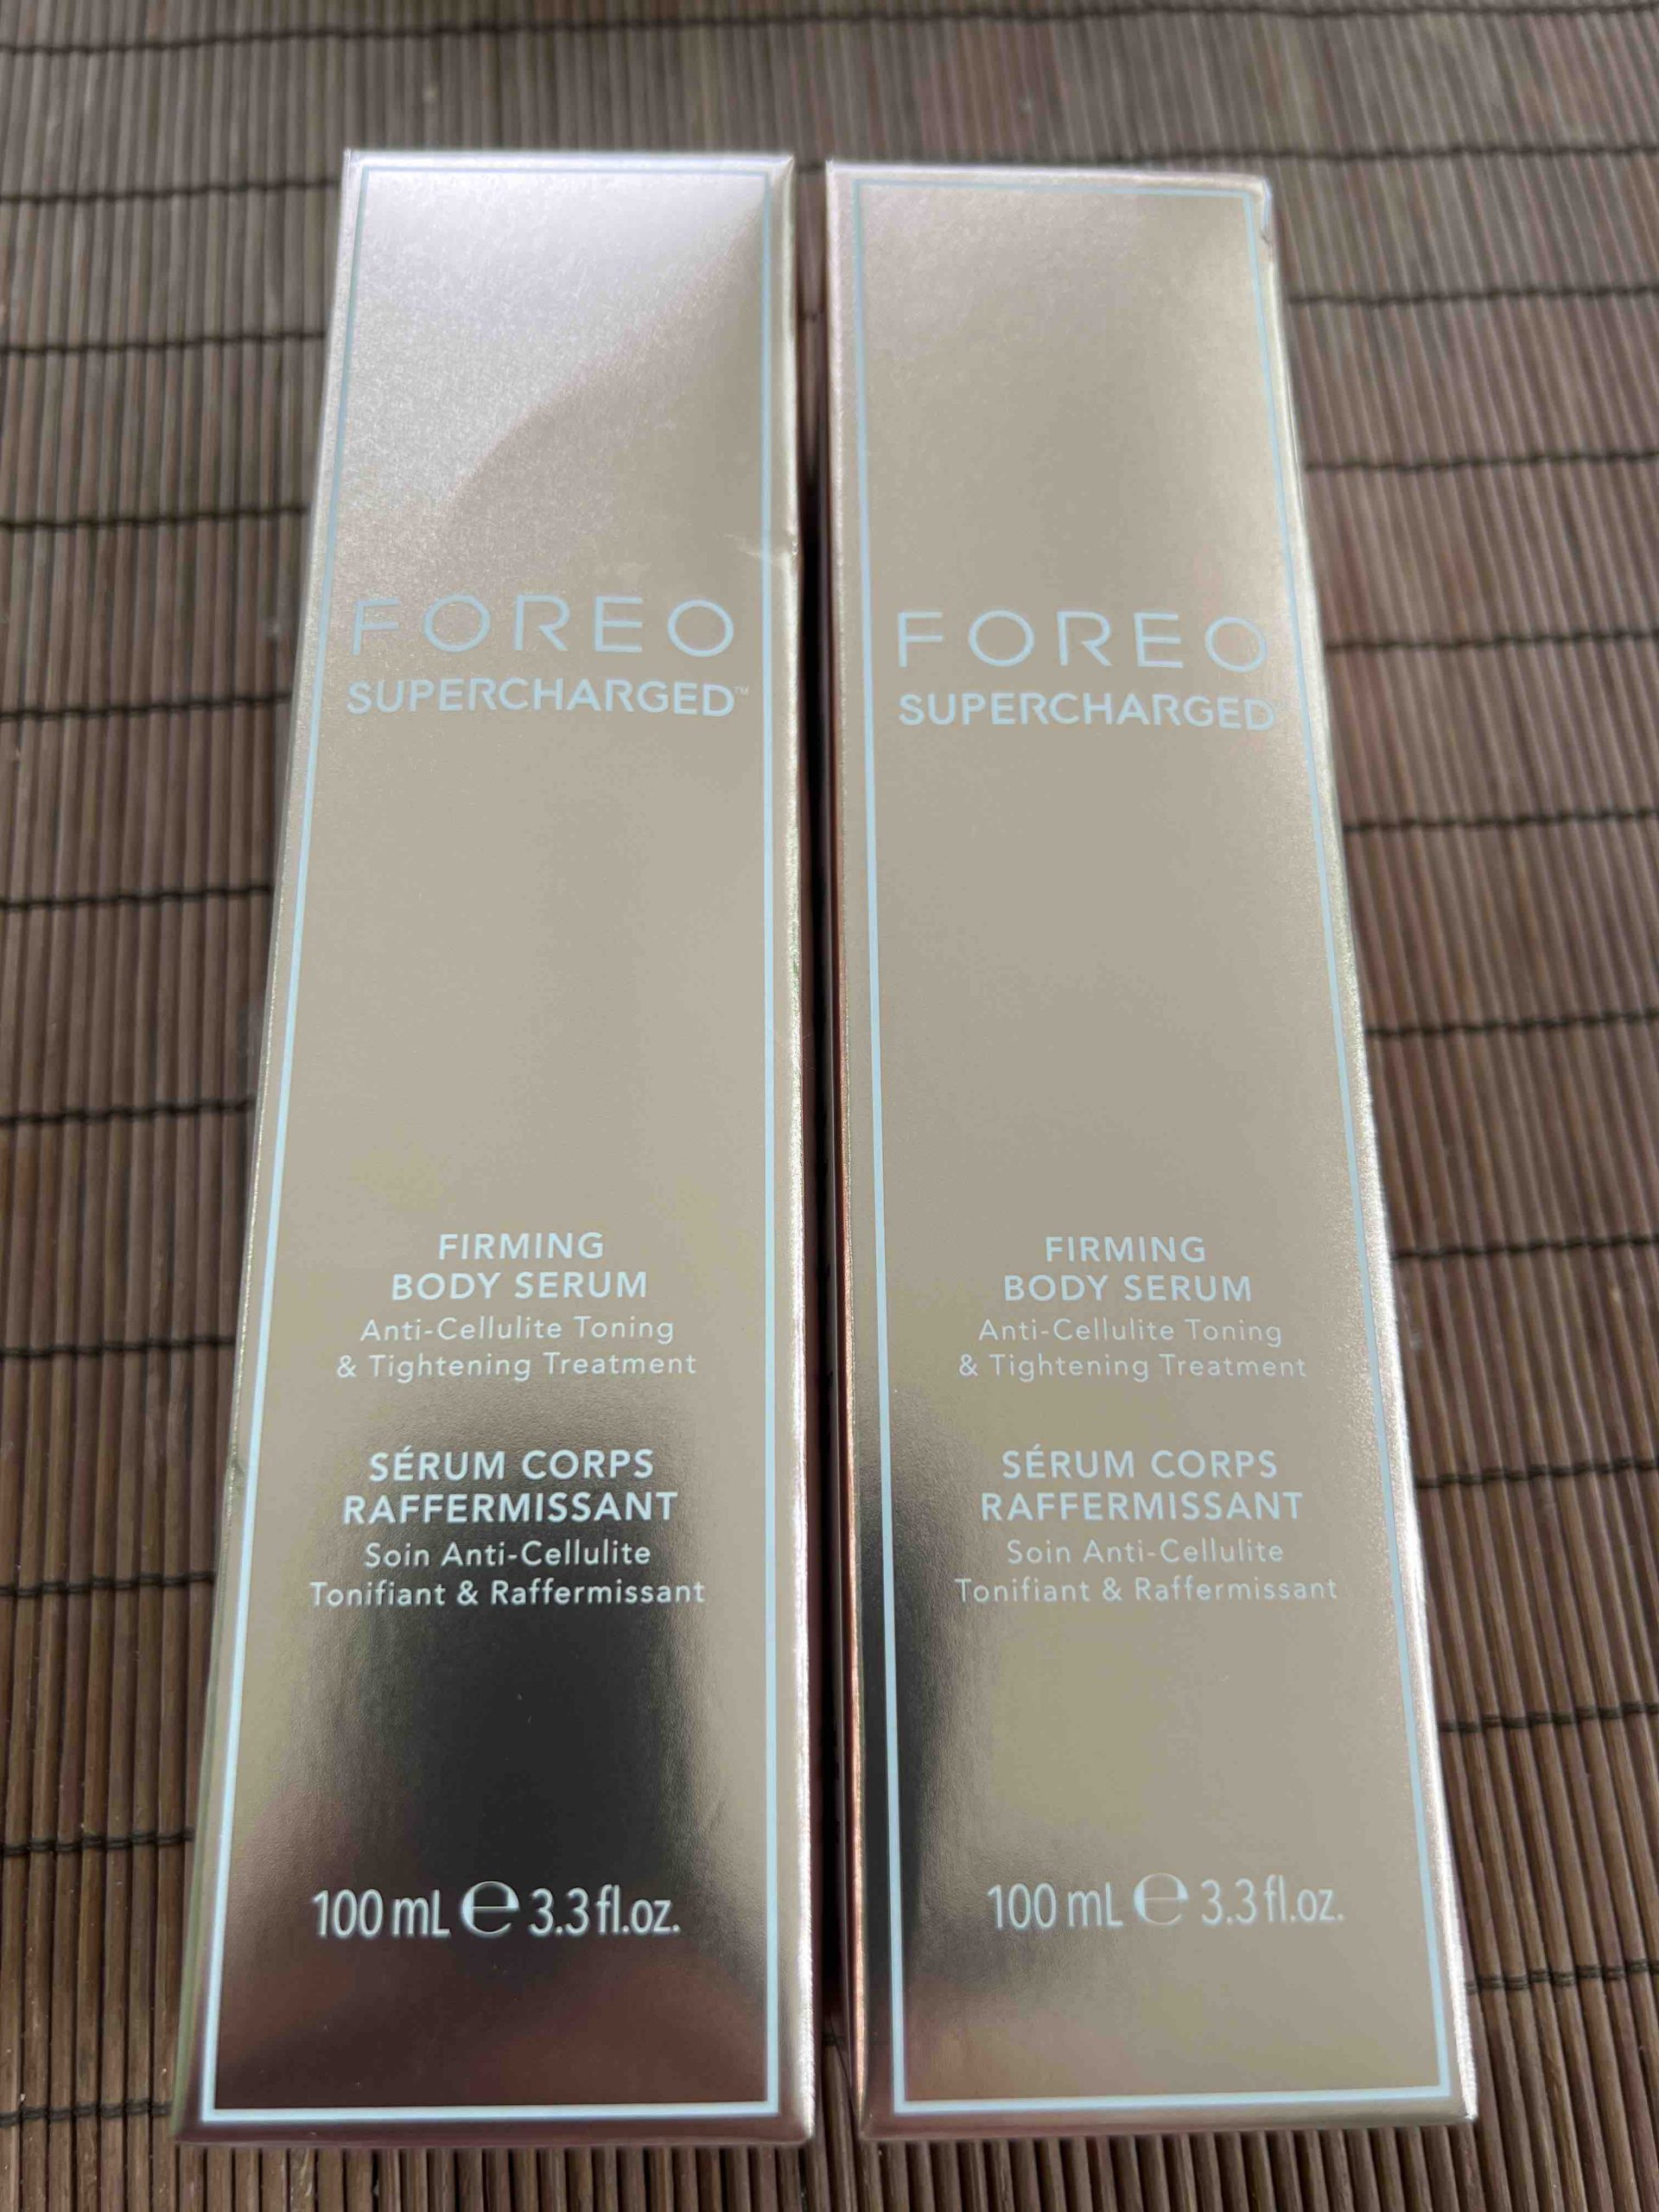 FOREO
SUPERCHARGED™
FIRMING
BODY SERUM
Anti-Cellulite Toning
& Tightening Treatment
SÉRUM CORPS
RAFFERMISSANT
Soin Anti-Cellulite
Tonifiant & Raffermissant
100 mL ℮ 3.3 fl.oz.
FOREO
SUPERCHARGED
FIRMING
BODY SERUM
Anti-Cellulite Toning
& Tightening Treatment
SÉRUM CORPS
RAFFERMISSANT
Soin Anti-Cellulite
Tonifiant & Raffermissant
100 mL ℮ 3.3 fl.oz.